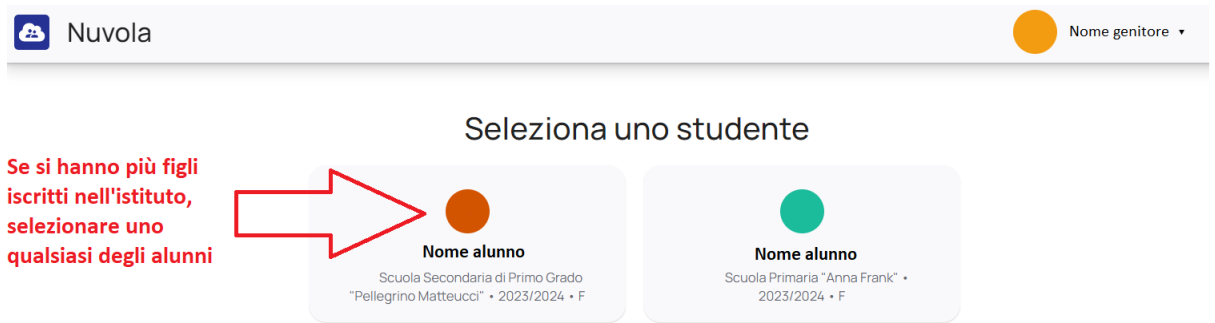 Nuvola
Nome genitore ▾
Seleziona uno studente
Se si hanno più figli
iscritti nell'istituto,
selezionare uno
qualsiasi degli alunni
Nome alunno
Scuola Secondaria di Primo Grado
"Pellegrino Matteucci" • 2023/2024 • F
Nome alunno
Scuola Primaria "Anna Frank" •
2023/2024 • F